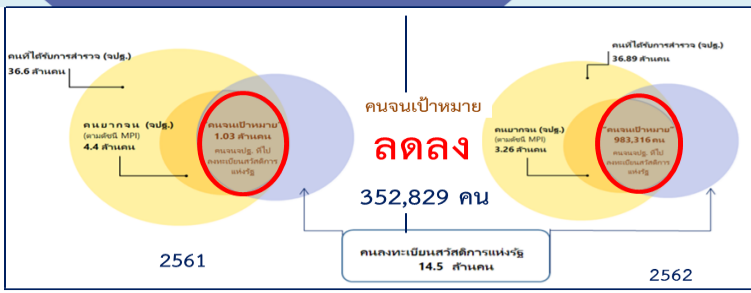 คนที่ได้รับการสำรวจ (จปฐ.)
36.6 ล้านคน
คนยากจน (จปฐ.)
(ตามดัชนี MPI)
4.4 ล้านคน
"คนจนเป้าหมาย"
1.03 ล้านคน
คนจนจปฐ. ที่ไป
ลงทะเบียนสวัสดิการ
แห่งรัฐ
2561
คนจนเป้าหมาย
ลดลง
352,829 คน
คนลงทะเบียนสวัสดิการแห่งรัฐ
14.5 ล้านคน
คนที่ได้รับการสำรวจ (จปฐ.)
36.89 ล้านคน
คนยากจน (จปฐ.)
(ตามดัชนี MPI)
3.26 ล้านคน
"คนจนเป้าหมาย"
983,316 คน
คนจนจปฐ. ที่ไป
ลงทะเบียนสวัสดิการ
แห่งรัฐ
2562